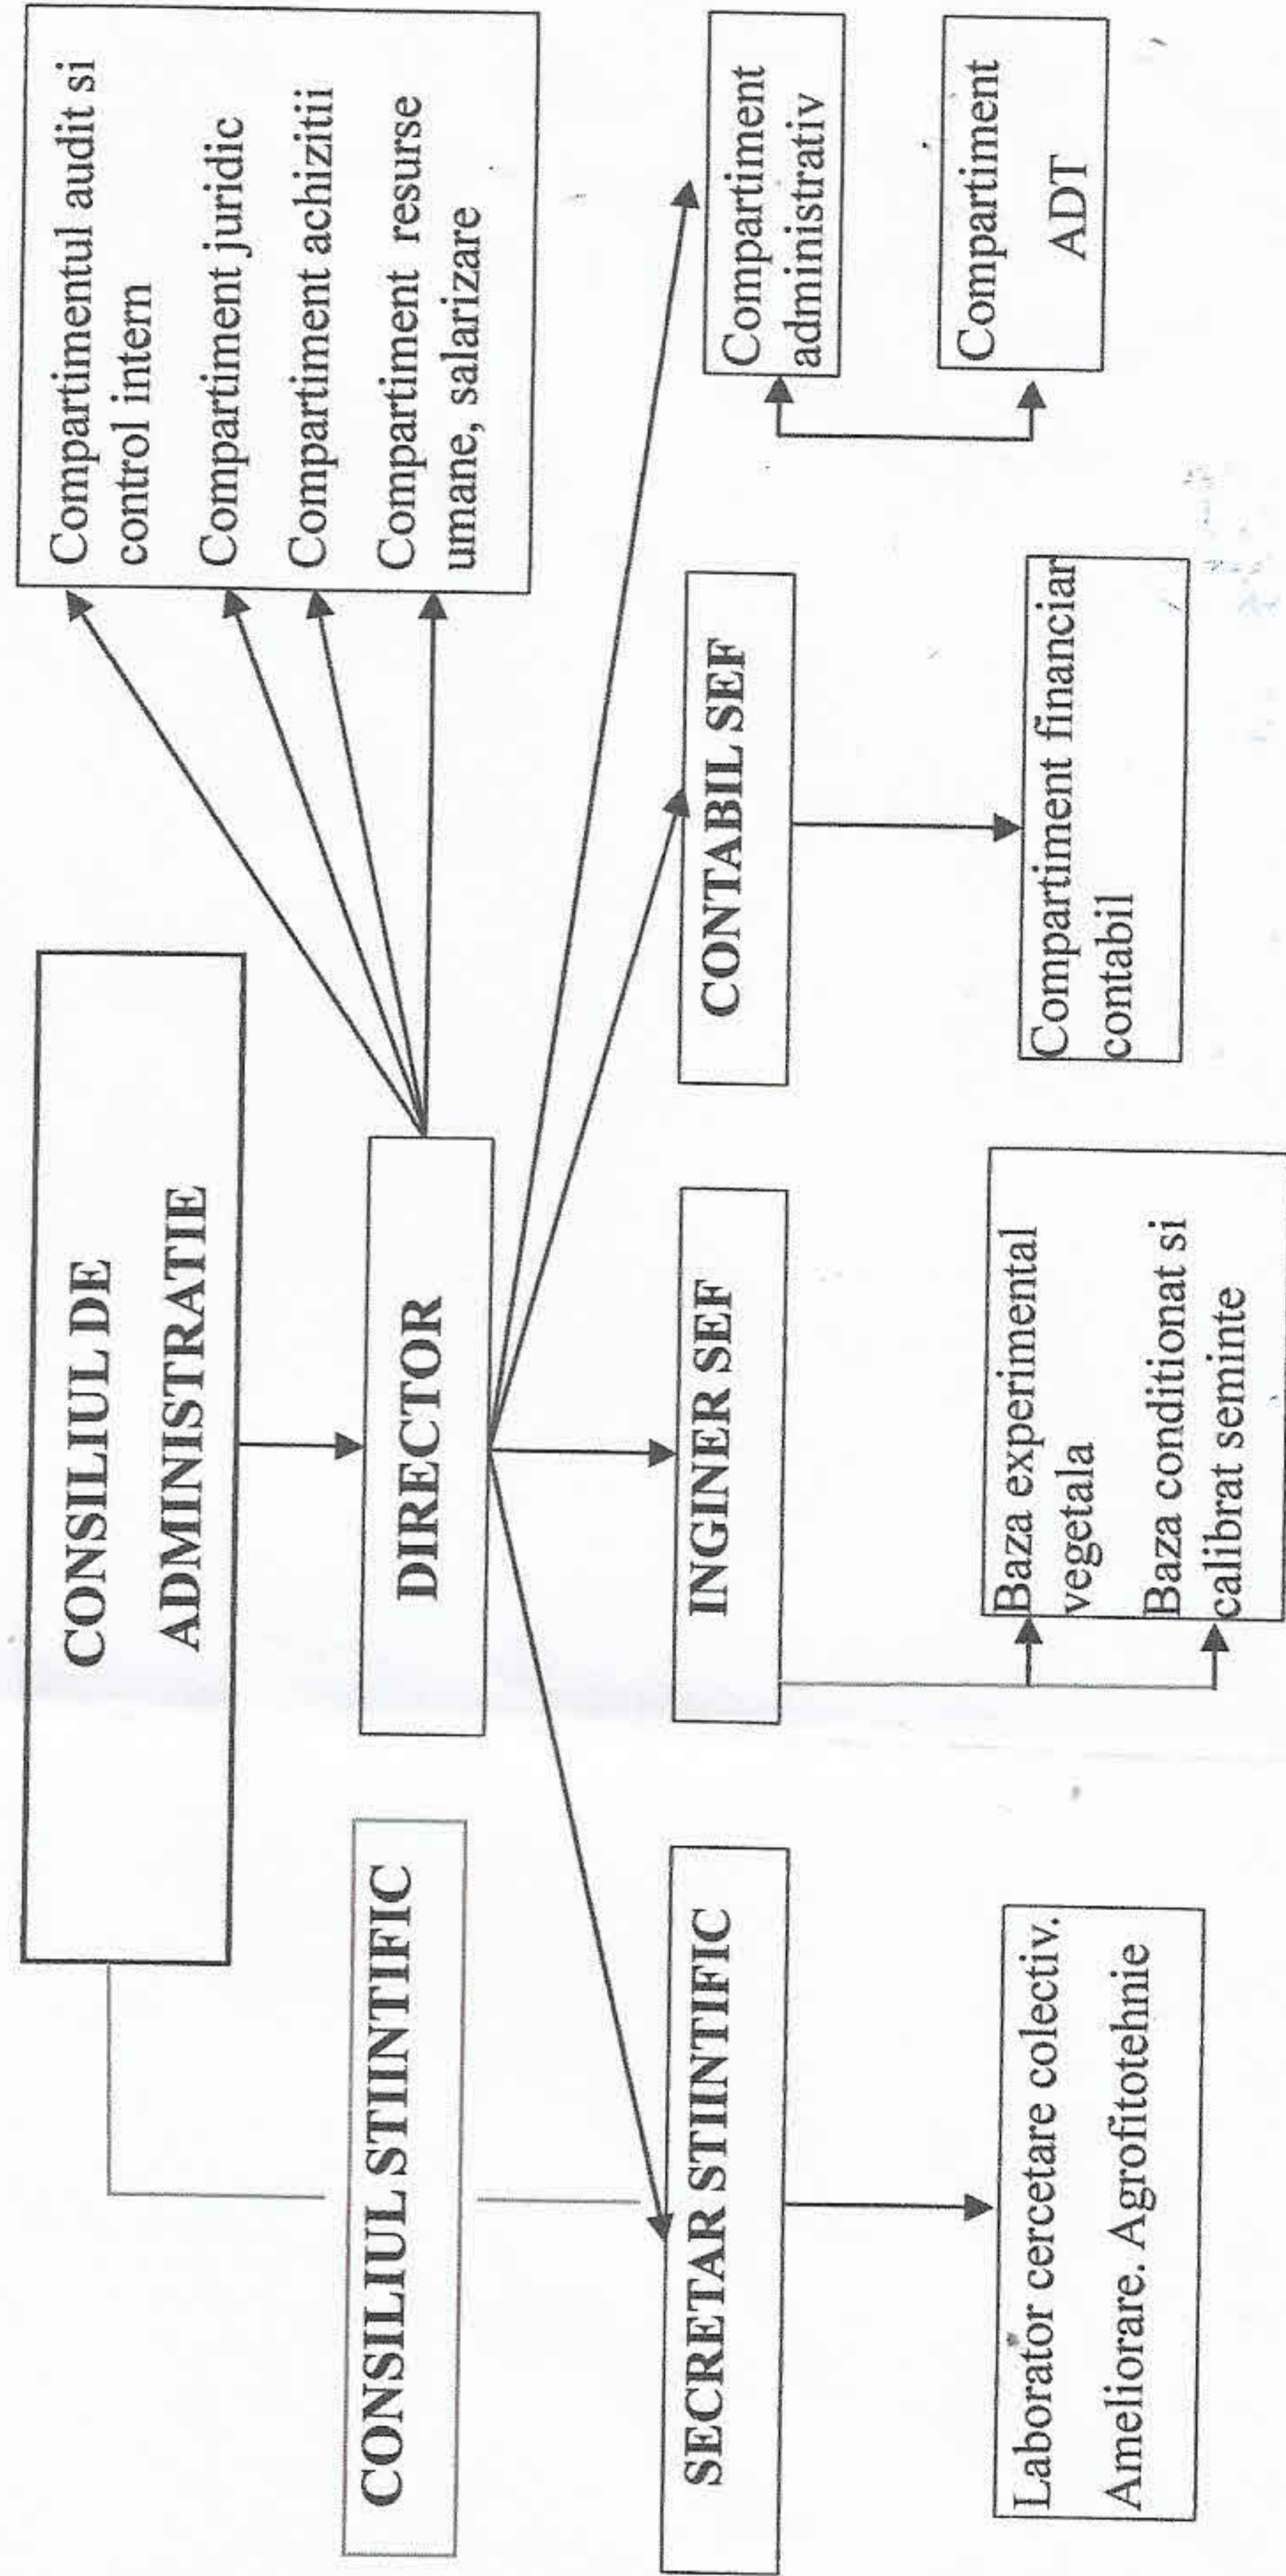 CONSILIUL DE
ADMINISTRATIE
Compartimentul audit si
control intern
Compartiment juridic
Compartiment achizitii
Compartiment resurse
umane, salarizare
CONSILIUL STIINTIFIC
DIRECTOR
SECRETAR STIINTIFIC
INGINER SEF
CONTABIL SEF
Compartiment
administrativ
Laborator cercetare colectiv.
Ameliorare. Agrofitotehnie
Baza experimental
vegetala
Baza conditionat si
calibrat seminte
Compartiment financiar
contabil
Compartiment
ADT